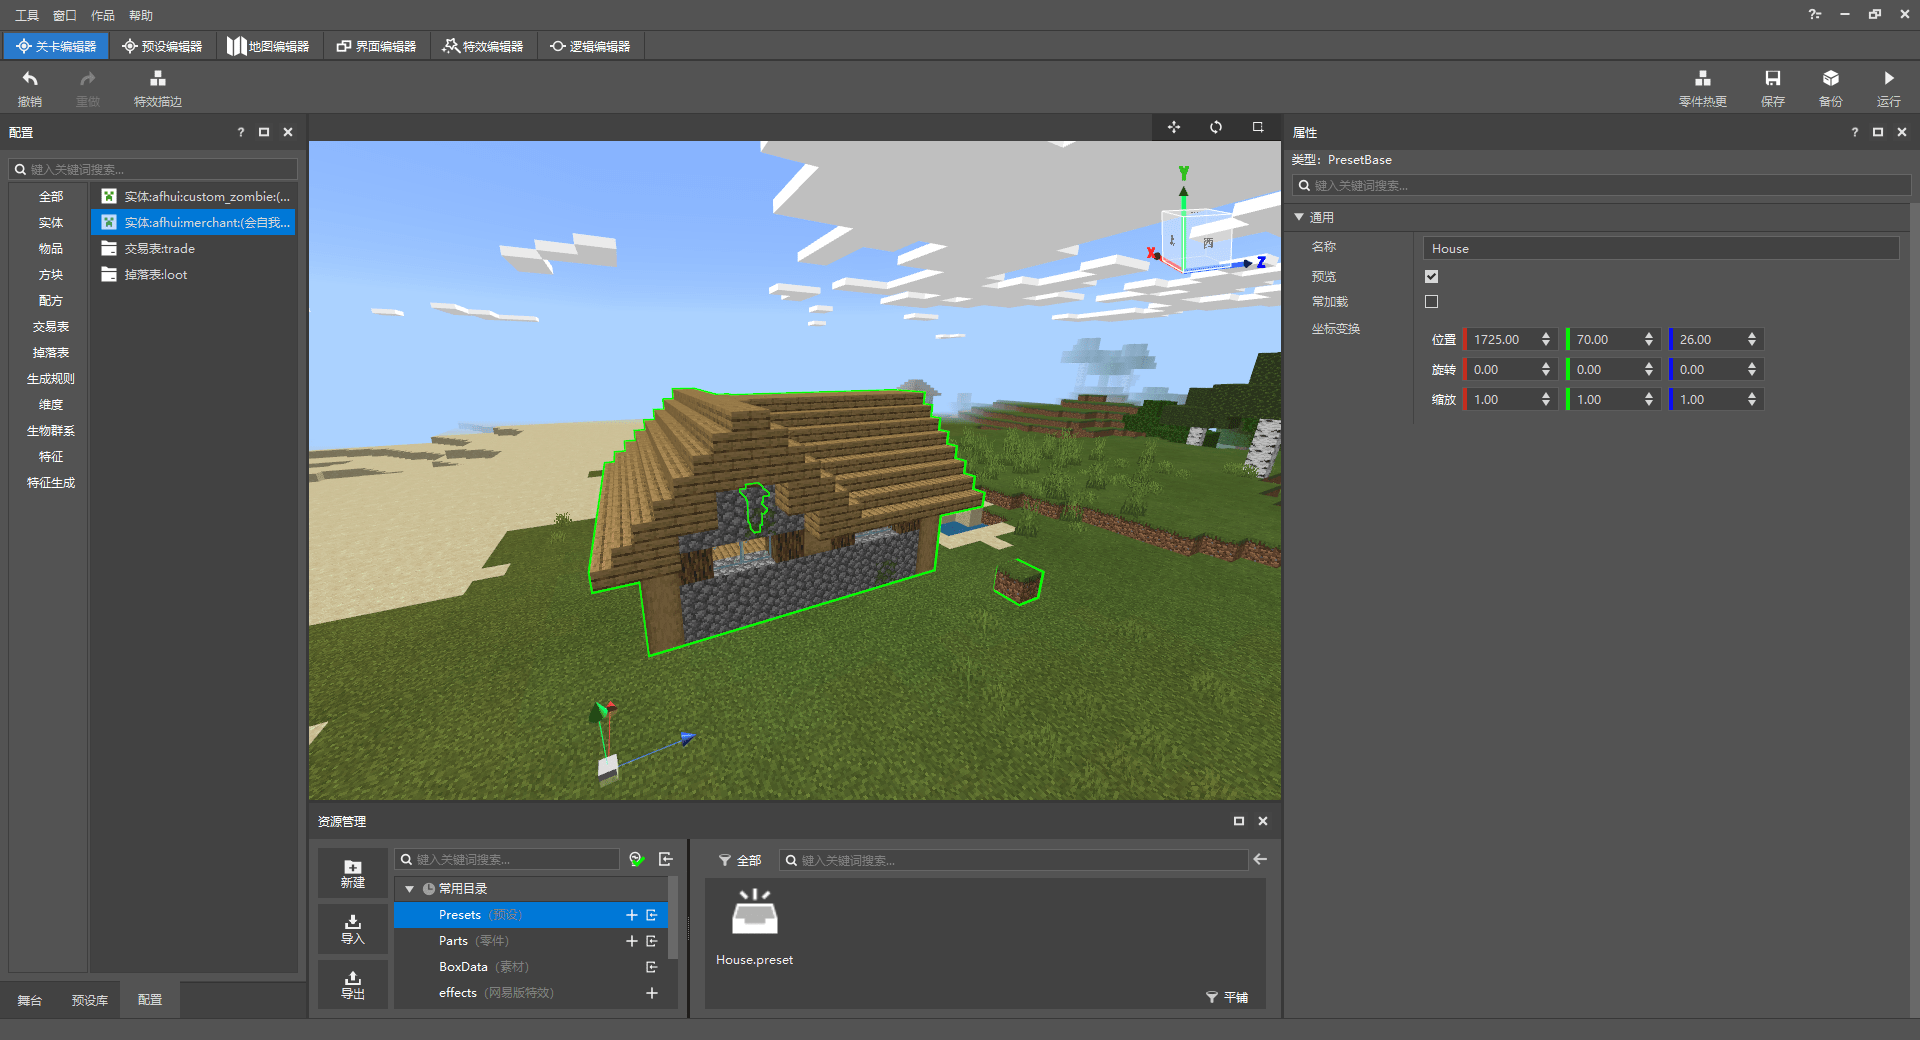 工具 窗口 作品 帮助
关卡编辑器 预设编辑器 地图编辑器 界面编辑器 特效编辑器 逻辑编辑器
撤销 重做 特效描边 零件热更 保存 备份 运行
配置
键入关键词搜索...
全部
实体
物品
方块
配方
交易表
掉落表
生成规则
维度
生物群系
特征
特征生成
实体:afhui:custom_zombie:(...
实体:afhui:merchant:(会自我...
交易表:trade
掉落表:loot
舞台 预设库 配置
Y
X
Z
西
资源管理
新建
导入
导出
键入关键词搜索...
常用目录
Presets (预设)
Parts (零件)
BoxData (素材)
effects (网易版特效)
全部 键入关键词搜索...
House.preset
平铺
属性
类型: PresetBase
键入关键词搜索...
通用
名称 House
预览
常加载
坐标变换
位置 1725.00 70.00 26.00
旋转 0.00 0.00 0.00
缩放 1.00 1.00 1.00